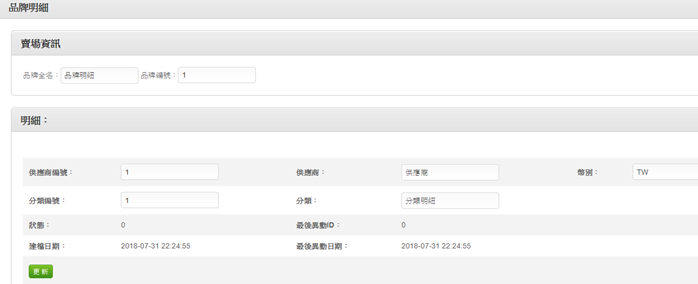 品牌明細
賣場資訊
品牌全名： 品牌明細 品牌編號： 1
明細：
供應商編號： 1 供應商： 供應商 幣別： TW
分類編號： 1 分類： 分類明細
狀態： 0 最後異動ID： 0
建檔日期： 2018-07-31 22:24:55 最後異動日期： 2018-07-31 22:24:55
更新